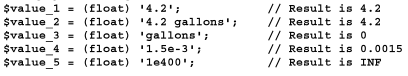 $value_1 = (float) '4.2'; // Result is 4.2
$value_2 = (float) '4.2 gallons'; // Result is 4.2
$value_3 = (float) 'gallons'; // Result is 0
$value_4 = (float) '1.5e-3'; // Result is 0.0015
$value_5 = (float) '1e400'; // Result is INF